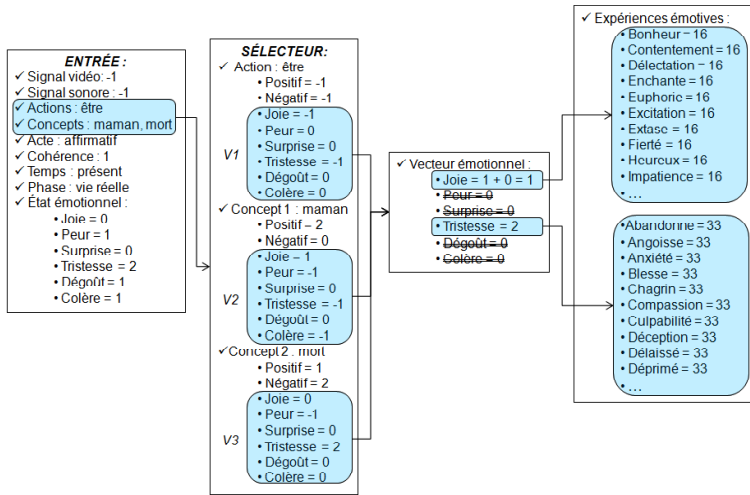 ENTRÉE :
✓ Signal vidéo: -1
✓ Signal sonore: -1
✓ Actions : être
✓ Concepts : maman, mort
✓ Acte : affirmatif
✓ Cohérence : 1
✓ Temps : présent
✓ Phase : vie réelle
✓ État émotionnel :
• Joie = 0
• Peur = 1
• Surprise = 0
• Tristesse = 2
• Dégoût = 1
• Colère = 1
SÉLECTEUR:
✓ Action : être
• Positif = -1
• Négatif = -1
V1
• Joie = -1
• Peur = 0
• Surprise = 0
• Tristesse = -1
• Dégoût = 0
• Colère = 0
✓ Concept 1 : maman
• Positif = 2
• Négatif = 0
V2
• Joie = 1
• Peur = -1
• Surprise = 0
• Tristesse = -1
• Dégoût = 0
• Colère = -1
✓ Concept 2 : mort
• Positif = 1
• Négatif = 2
V3
• Joie = 0
• Peur = -1
• Surprise = 0
• Tristesse = 2
• Dégoût = 0
• Colère = 0
✓ Vecteur émotionnel :
• Joie = 1 + 0 = 1
• Peur = 0
• Surprise = 0
• Tristesse = 2
• Dégoût = 0
• Colère = 0
✓ Expériences émotives :
• Bonheur = 16
• Contentement = 16
• Délectation = 16
• Enchante = 16
• Euphorie = 16
• Excitation = 16
• Extase = 16
• Fierté = 16
• Heureux = 16
• Impatience = 16
• ...
• Abandonne = 33
• Angoisse = 33
• Anxiété = 33
• Blesse = 33
• Chagrin = 33
• Compassion = 33
• Culpabilité = 33
• Déception = 33
• Délaissé = 33
• Déprimé = 33
• ...